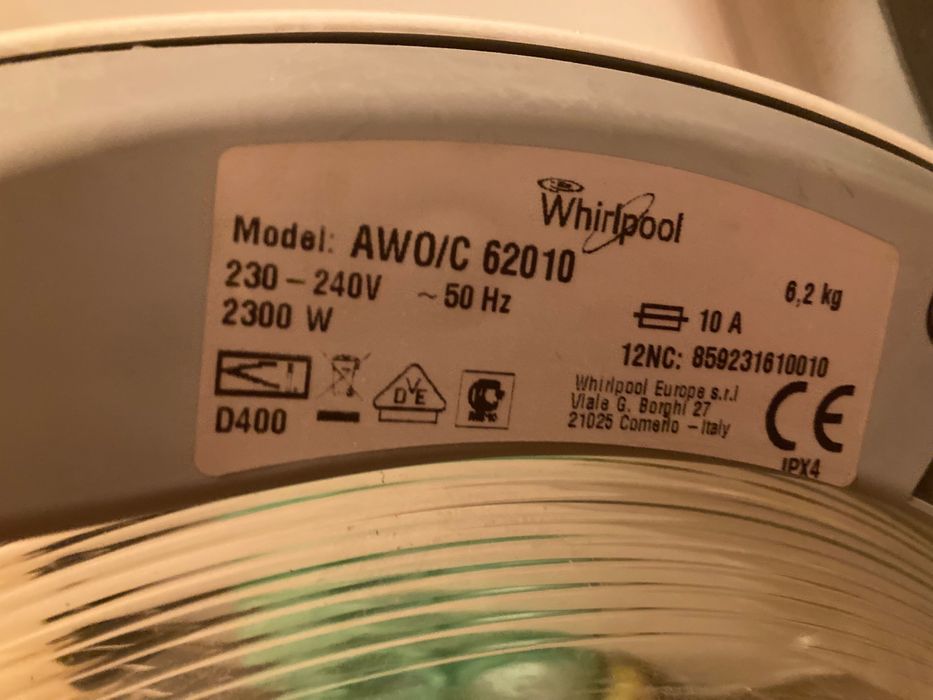 Whirlpool
Model: AWO/C 62010
230 – 240V ~ 50 Hz
6,2 kg
2300 W
10 A
12NC: 859231610010
D400
DVE
Whirlpool Europe s.r.l
Viale G. Borghi 27
21025 Comerio – Italy
CE
IPX4